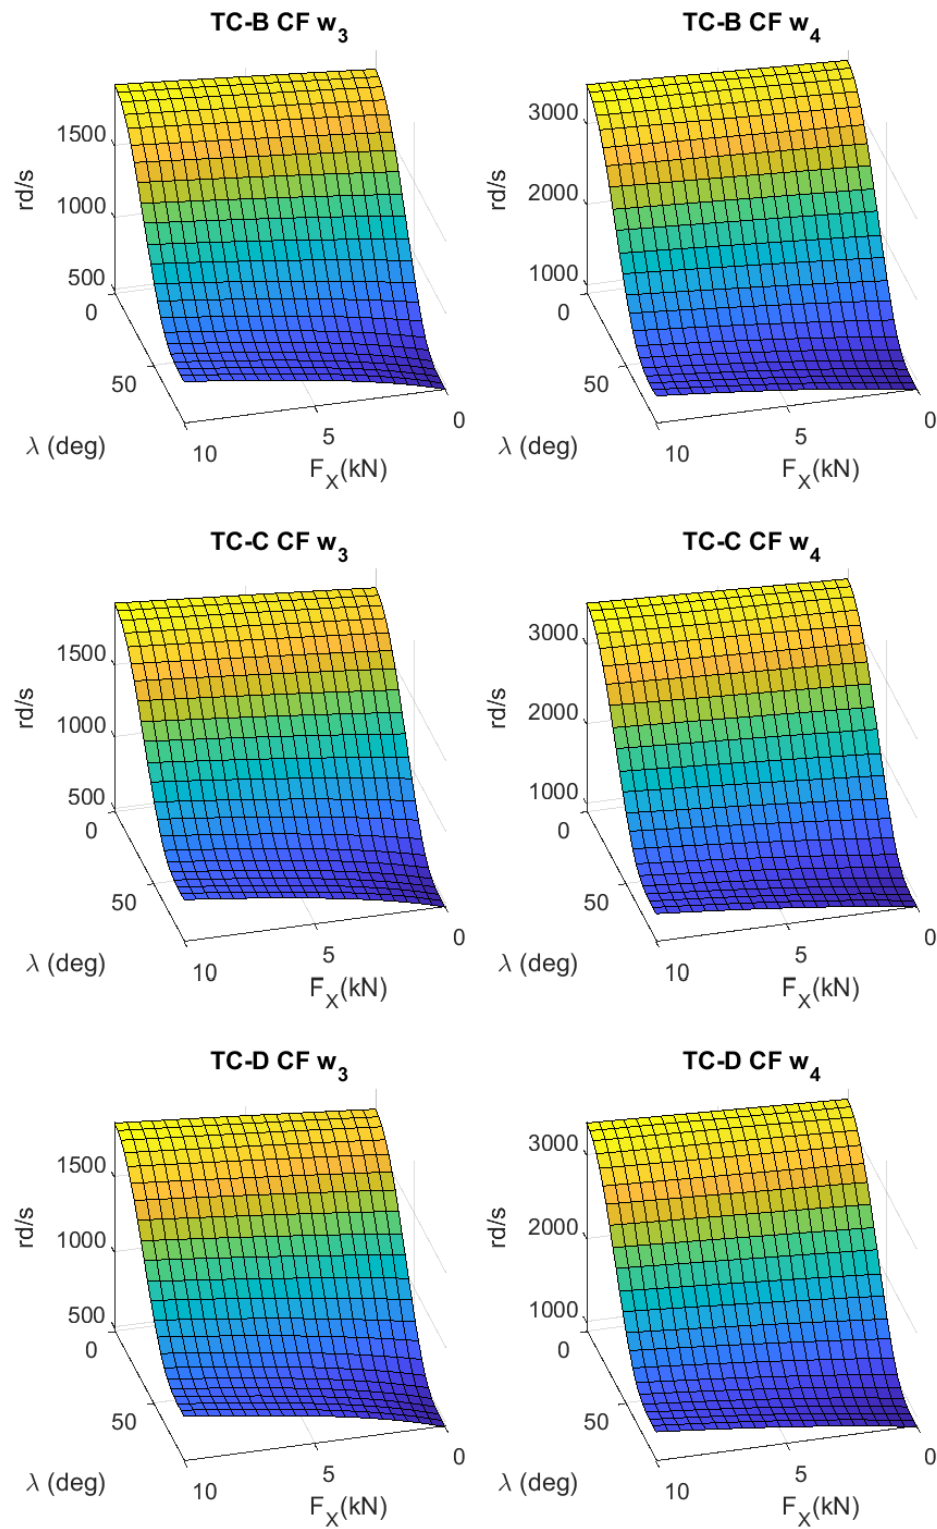 TC-B CF w3
1500
1000
500
0
50
rd/s
λ (deg)
10
5
0
FX(kN)
TC-B CF w4
3000
2000
1000
0
50
rd/s
λ (deg)
10
5
0
FX(kN)
TC-C CF w3
1500
1000
500
0
50
rd/s
λ (deg)
10
5
0
FX(kN)
TC-C CF w4
3000
2000
1000
0
50
rd/s
λ (deg)
10
5
0
FX(kN)
TC-D CF w3
1500
1000
500
0
50
rd/s
λ (deg)
10
5
0
FX(kN)
TC-D CF w4
3000
2000
1000
0
50
rd/s
λ (deg)
10
5
0
FX(kN)